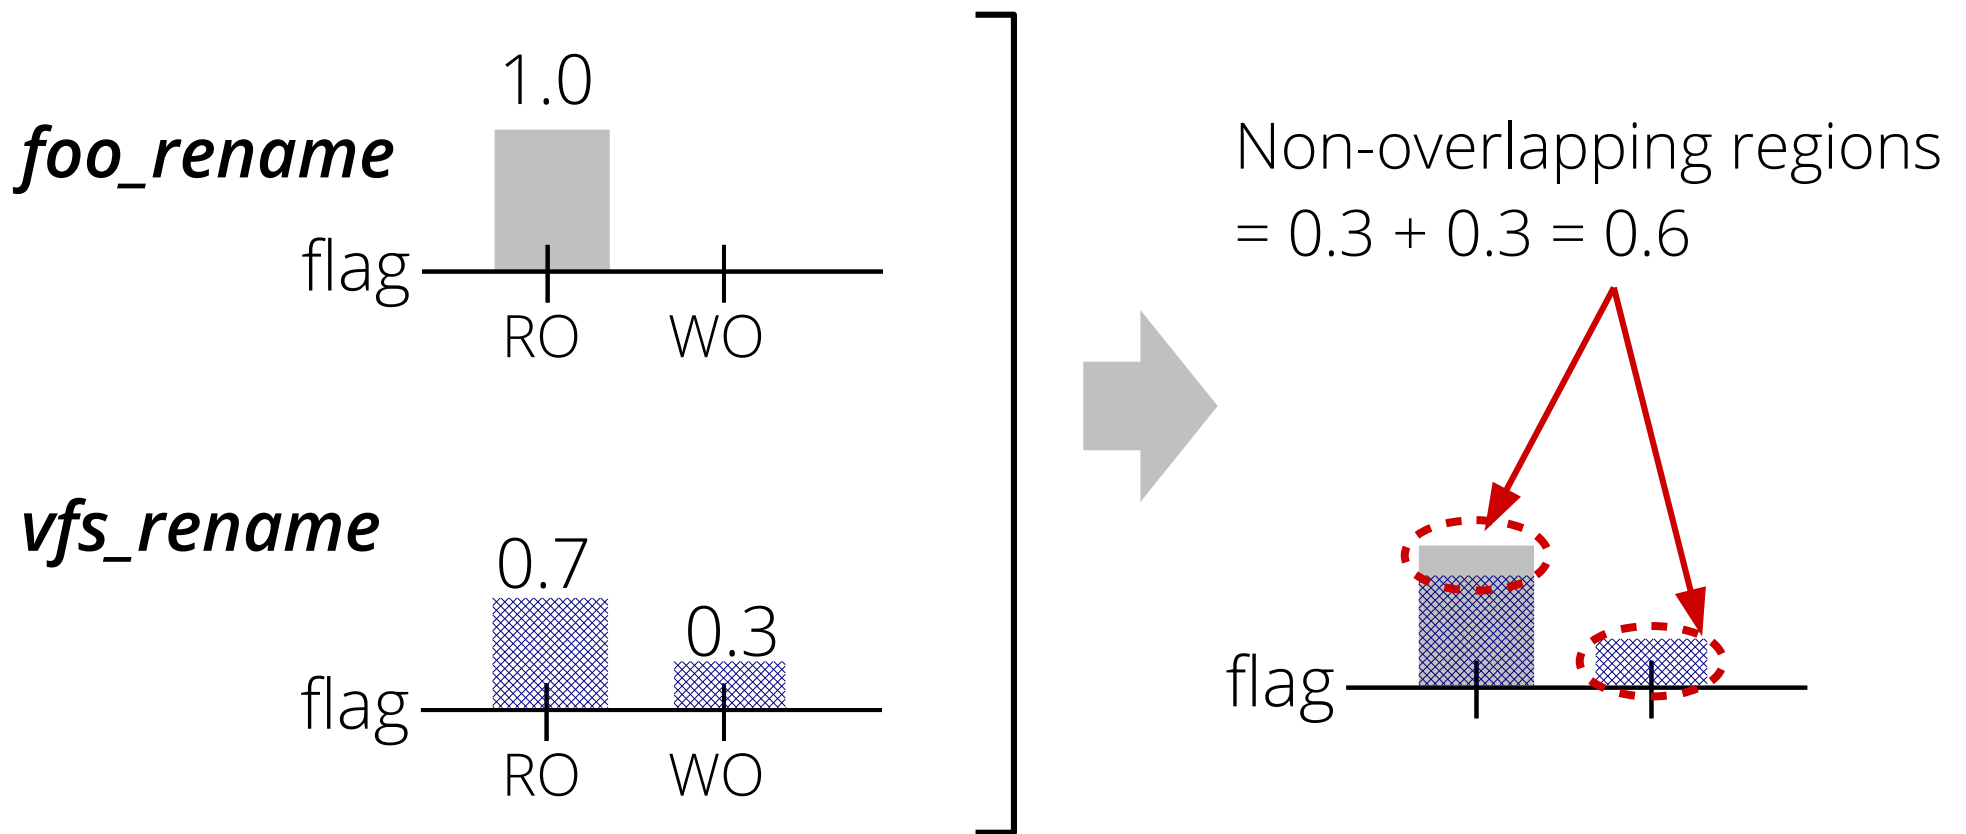 1.0
foo_rename
flag
RO WO
vfs_rename
0.7
0.3
flag
RO WO
Non-overlapping regions
= 0.3 + 0.3 = 0.6
flag